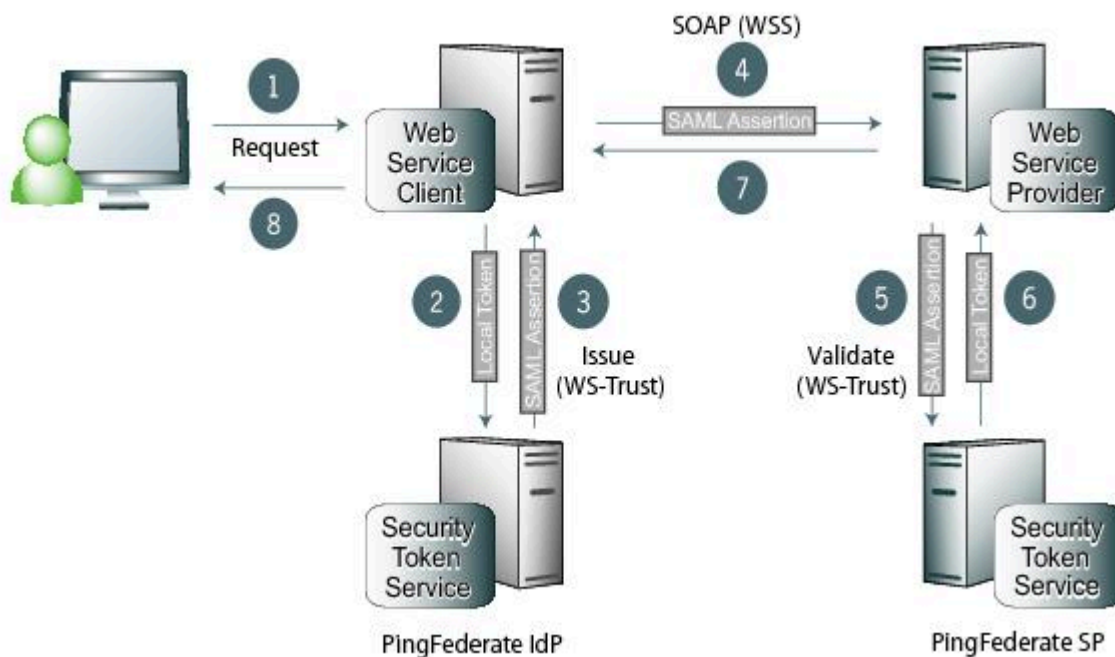 SOAP (WSS)
1
4
Request
Web
Service
Client
SAML Assertion
Web
Service
Provider
7
8
2
Local Token
SAML Assertion
3
Issue
(WS-Trust)
5
Validate
(WS-Trust)
SAML Assertion
Local Token
6
Security
Token
Service
PingFederate IdP
Security
Token
Service
PingFederate SP